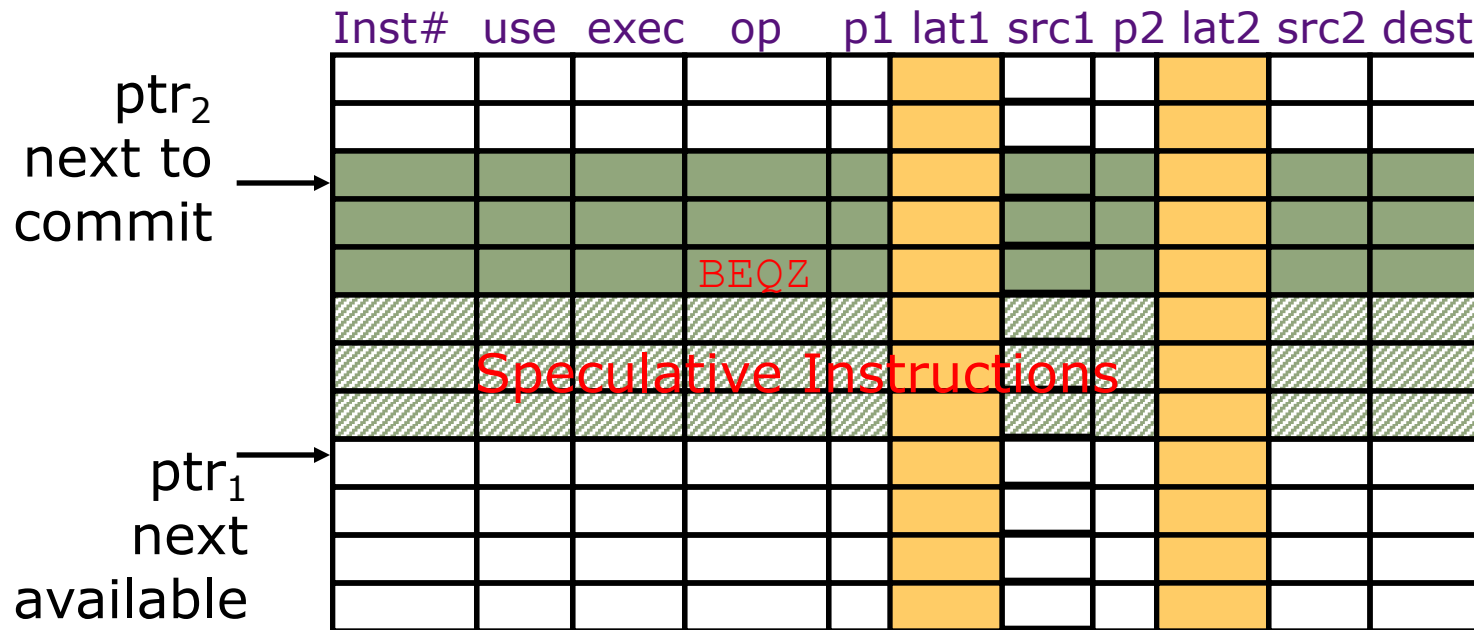 Inst# use exec op p1 lat1 src1 p2 lat2 src2 dest
ptr₂
next to
commit
BEQZ
Speculative Instructions
ptr₁
next
available